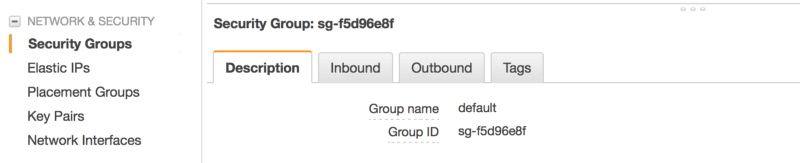 NETWORK & SECURITY
Security Groups
Elastic IPs
Placement Groups
Key Pairs
Network Interfaces
Security Group: sg-f5d96e8f
Description Inbound Outbound Tags
Group name default
Group ID sg-f5d96e8f